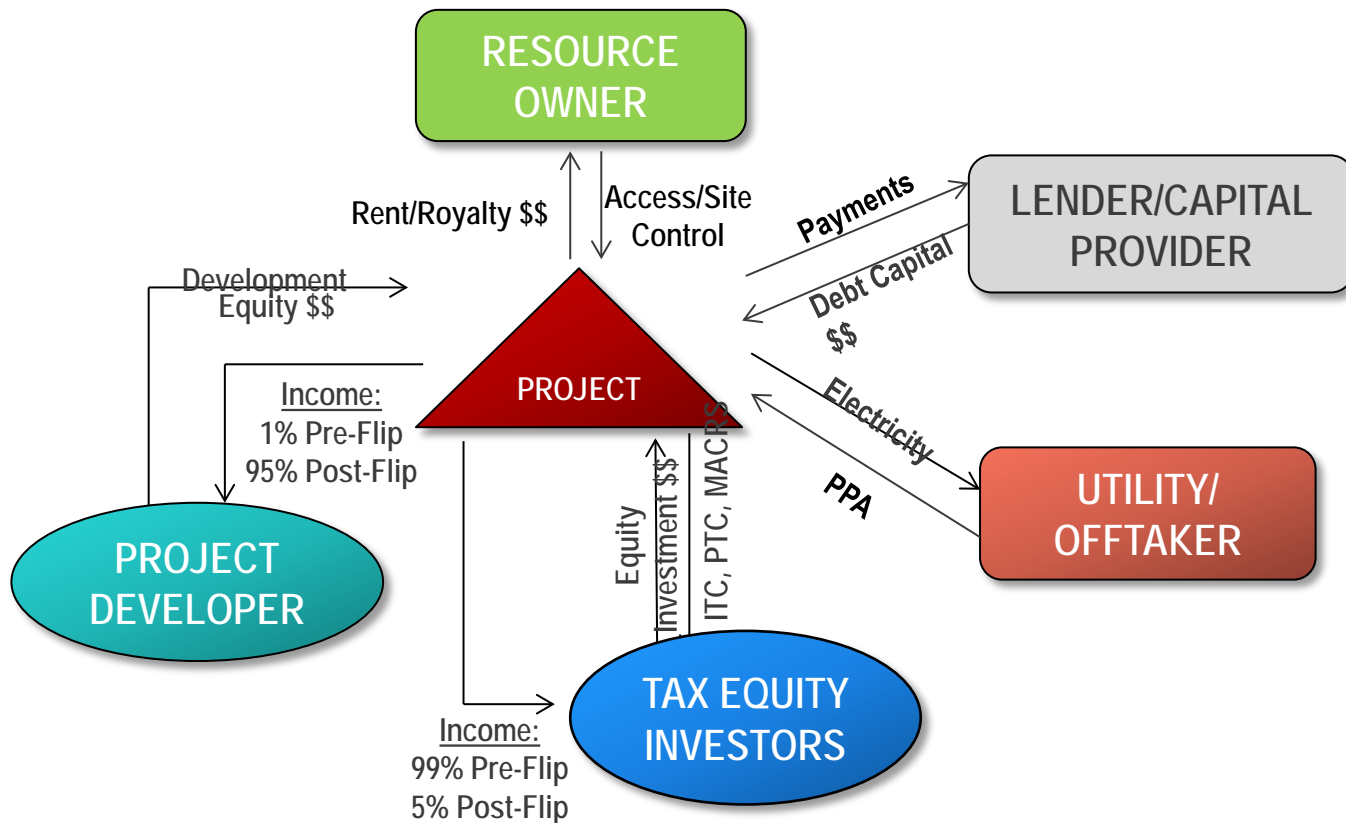 RESOURCE
OWNER
Rent/Royalty $$
Access/Site
Control
Payments
LENDER/CAPITAL
PROVIDER
Debt Capital
$$
Development
Equity $$
PROJECT
Income:
1% Pre-Flip
95% Post-Flip
Electricity
PPA
UTILITY/
OFFTAKER
Equity
Investment $$
ITC, PTC, MACRS
PROJECT
DEVELOPER
TAX EQUITY
INVESTORS
Income:
99% Pre-Flip
5% Post-Flip